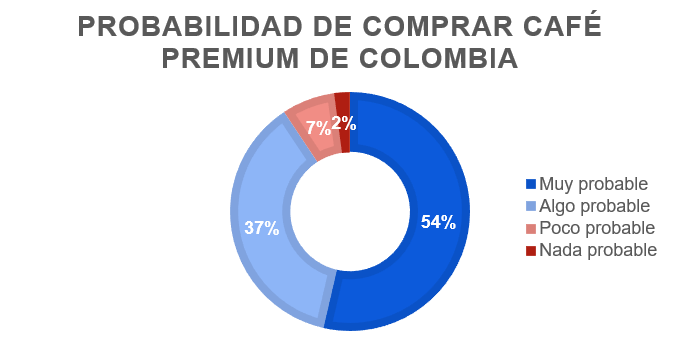 PROBABILIDAD DE COMPRAR CAFÉ
PREMIUM DE COLOMBIA
7%
2%
37%
54%
Muy probable
Algo probable
Poco probable
Nada probable